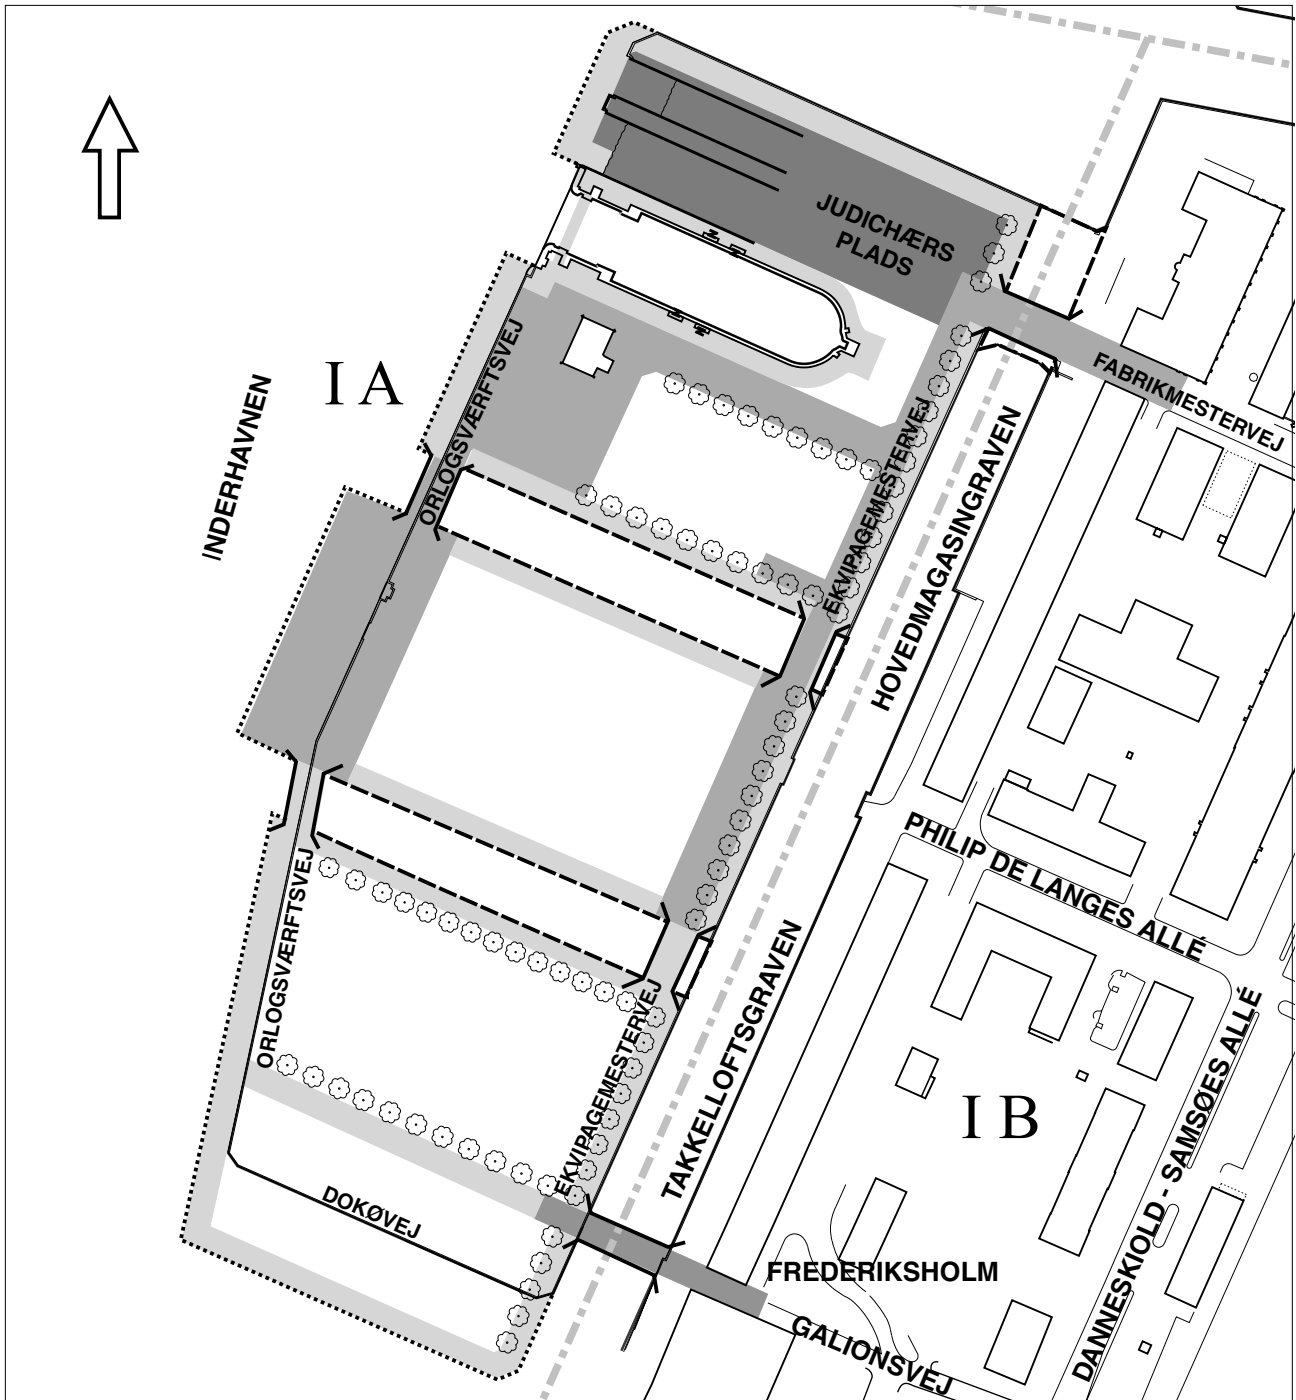 JUDICHÆRS
PLADS
ORLOGSVÆRFTSVEJ
I A
INDERHAVNEN
FABRIKMESTERVEJ
EKVIPAGEMESTERVEJ
HOVEDMAGASINGRAVEN
PHILIP DE LANGES ALLÉ
ORLOGSVÆRFTSVEJ
TAKKELLOFTSGRAVEN
EKVIPAGEMESTERVEJ
I B
DANNESKIOLD - SAMSØES ALLÉ
DOKØVEJ
FREDERIKSHOLM
GALIONSVEJ